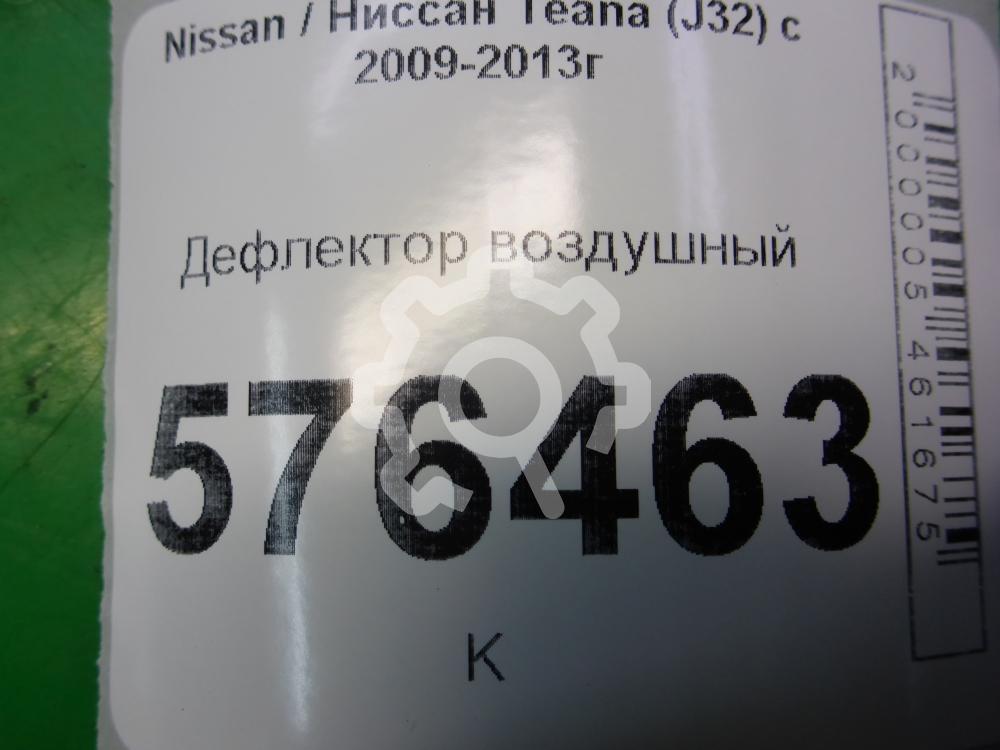 Nissan / Ниссан Teana (J32) с
2009-2013г
Дефлектор воздушный
576463
К
2000005461675